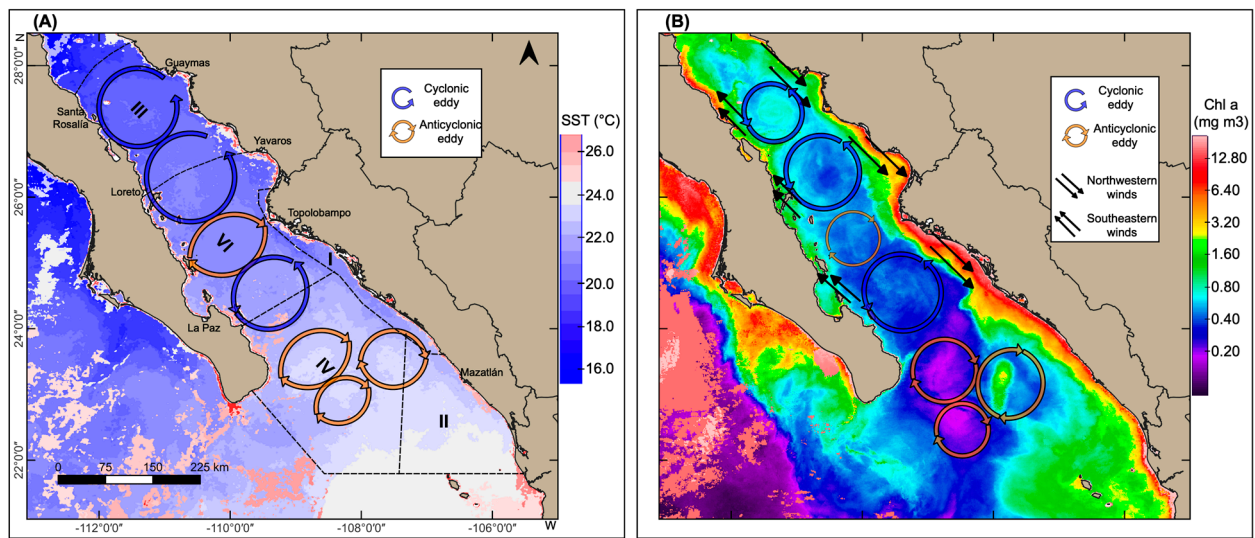 (A)
N
28°0'0"
26°0'0"
24°0'0"
22°0'0"
Guaymas
Santa
Rosalía
III
Yavaros
Loreto
Topolobampo
VI
I
La Paz
IV
Mazatlán
II
Cyclonic
eddy
Anticyclonic
eddy
SST (°C)
26.0
24.0
22.0
20.0
18.0
16.0
0 75 150 225 km
-112°0'0" -110°0'0" -108°0'0" -106°0'0" W
(B)
Cyclonic
eddy
Anticyclonic
eddy
Northwestern
winds
Southeastern
winds
Chl a
(mg m3)
12.80
6.40
3.20
1.60
0.80
0.40
0.20